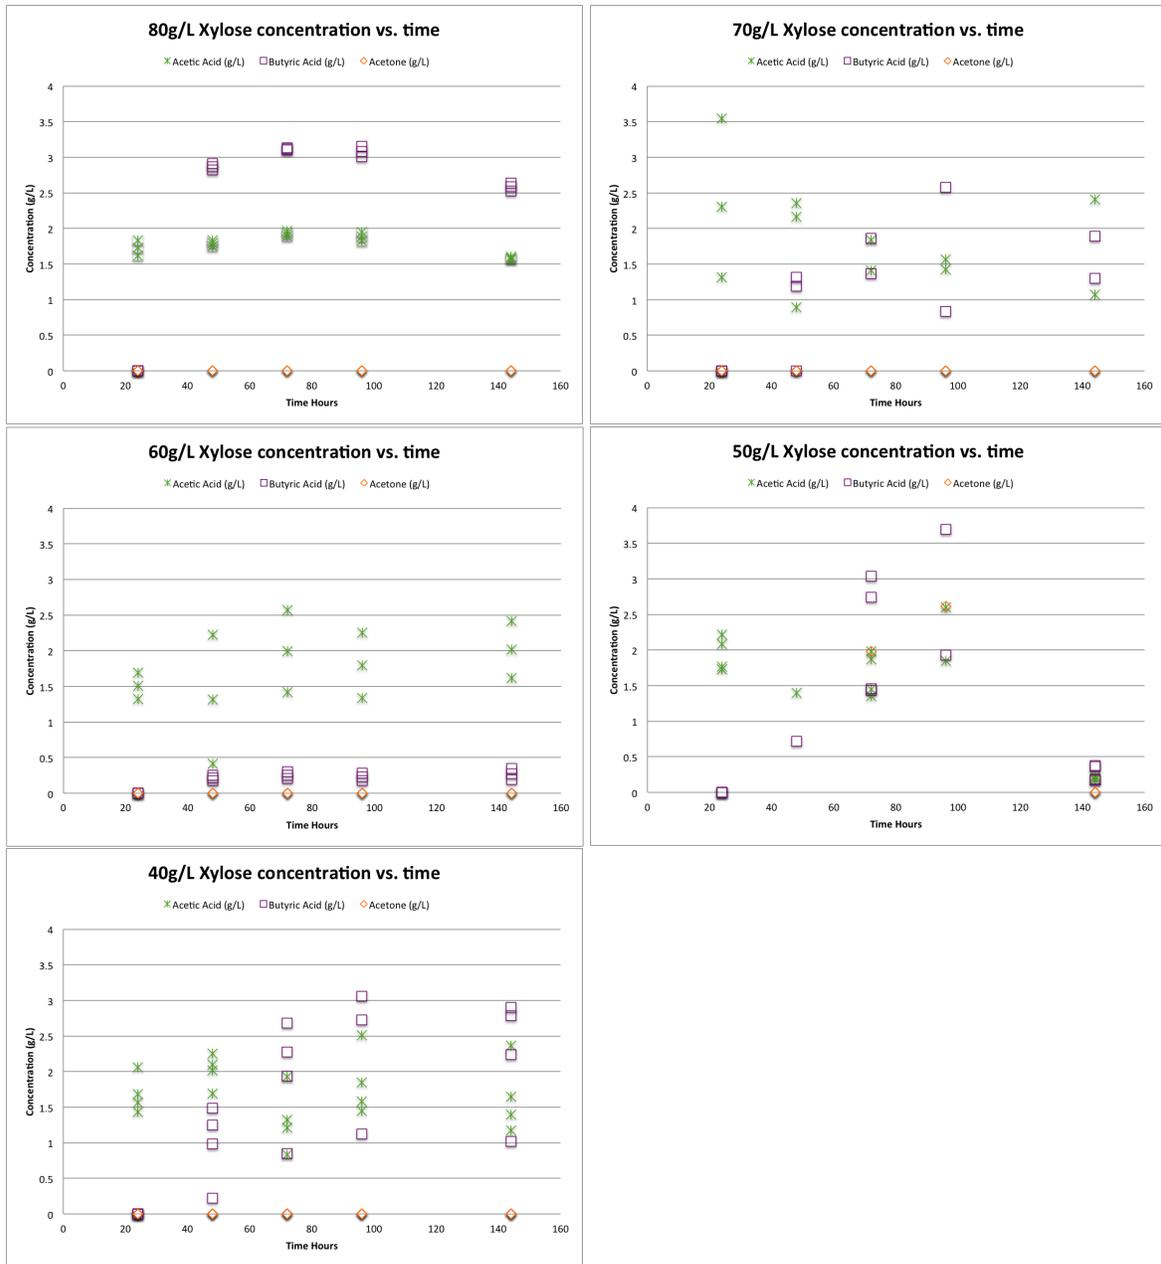 80g/L Xylose concentration vs. time
Acetic Acid (g/L) Butyric Acid (g/L) Acetone (g/L)
4
3.5
3
2.5
2
1.5
1
0.5
0
Concentration (g/L)
0 20 40 60 80 100 120 140 160
Time Hours
70g/L Xylose concentration vs. time
Acetic Acid (g/L) Butyric Acid (g/L) Acetone (g/L)
4
3.5
3
2.5
2
1.5
1
0.5
0
Concentration (g/L)
0 20 40 60 80 100 120 140 160
Time Hours
60g/L Xylose concentration vs. time
Acetic Acid (g/L) Butyric Acid (g/L) Acetone (g/L)
4
3.5
3
2.5
2
1.5
1
0.5
0
Concentration (g/L)
0 20 40 60 80 100 120 140 160
Time Hours
50g/L Xylose concentration vs. time
Acetic Acid (g/L) Butyric Acid (g/L) Acetone (g/L)
4
3.5
3
2.5
2
1.5
1
0.5
0
Concentration (g/L)
0 20 40 60 80 100 120 140 160
Time Hours
40g/L Xylose concentration vs. time
Acetic Acid (g/L) Butyric Acid (g/L) Acetone (g/L)
4
3.5
3
2.5
2
1.5
1
0.5
0
Concentration (g/L)
0 20 40 60 80 100 120 140 160
Time Hours